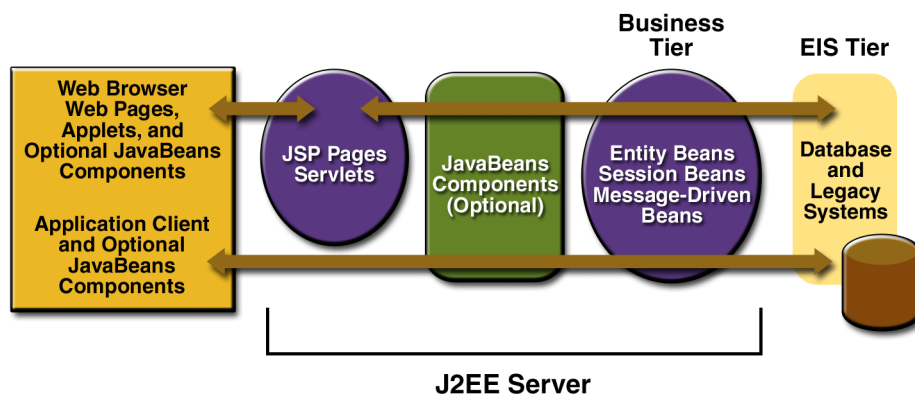 Business
Tier
EIS Tier
Web Browser
Web Pages,
Applets, and
Optional JavaBeans
Components
Application Client
and Optional
JavaBeans
Components
JSP Pages
Servlets
JavaBeans
Components
(Optional)
Entity Beans
Session Beans
Message-Driven
Beans
Database
and
Legacy
Systems
J2EE Server